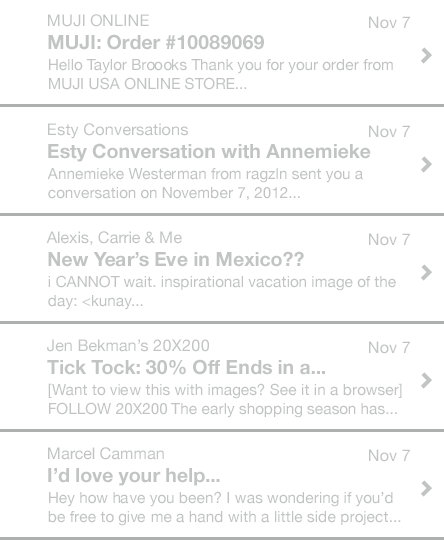 MUJI ONLINE
Nov 7
MUJI: Order #10089069
Hello Taylor Broooks Thank you for your order from
MUJI USA ONLINE STORE...
Esty Conversations
Nov 7
Esty Conversation with Annemieke
Annemieke Westerman from ragzin sent you a
conversation on November 7, 2012...
Alexis, Carrie & Me
Nov 7
New Year’s Eve in Mexico??
i CANNOT wait. inspirational vacation image of the
day: <kunay...
Jen Bekman’s 20X200
Nov 7
Tick Tock: 30% Off Ends in a...
[Want to view this with images? See it in a browser]
FOLLOW 20X200 The early shopping season has...
Marcel Camman
Nov 7
I’d love your help...
Hey how have you been? I was wondering if you’d
be free to give me a hand with a little side project...